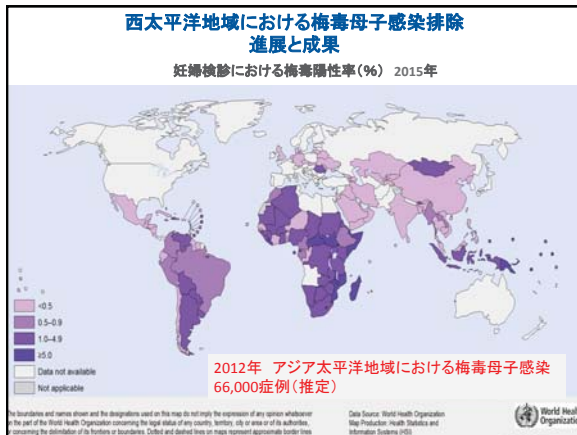 西太平洋地域における梅毒母子感染排除
進展と成果
妊婦検診における梅毒陽性率(%) 2015年
<0.5
0.5–0.9
1.0–4.9
≥5.0
Data not available
Not applicable
2012年 アジア太平洋地域における梅毒母子感染
66,000症例(推定)
The boundaries and names shown and the designations used on this map do not imply the expression of any opinion whatsoever
on the part of the World Health Organization concerning the legal status of any country, territory, city or area or of its authorities,
or concerning the delimitation of its frontiers or boundaries. Dotted and dashed lines on maps represent approximate border lines
Data Source: World Health Organization
Map Production: Health Statistics and
Information Systems (HSI)
World Health
Organization